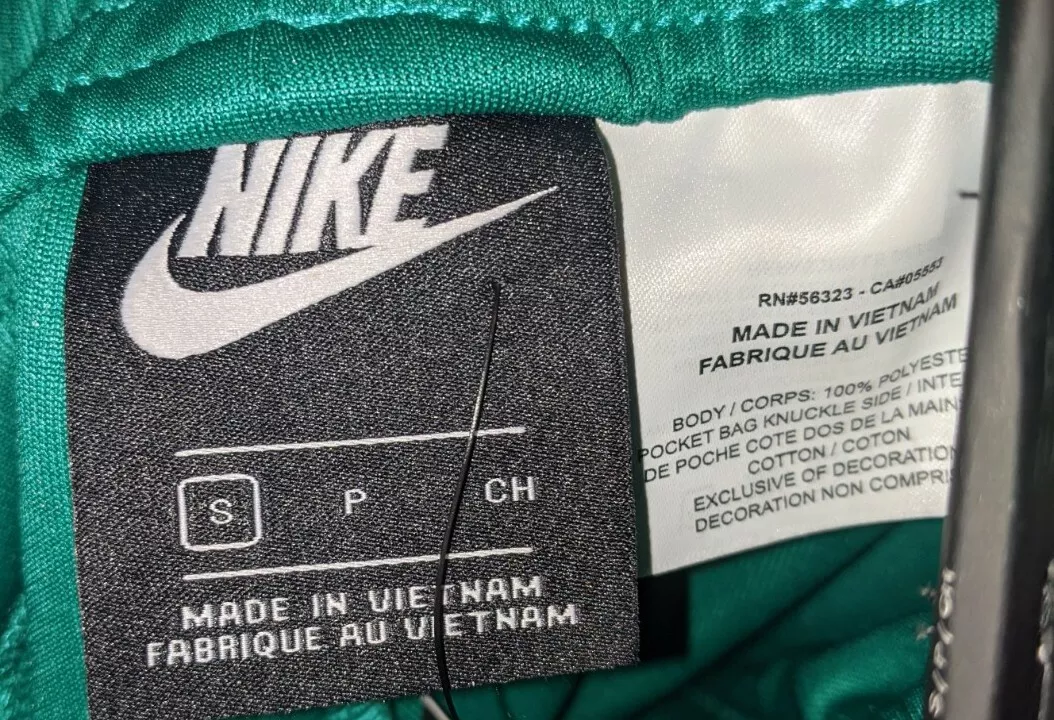 NIKE
S P CH
MADE IN VIETNAM
FABRIQUE AU VIETNAM
RN#56323 - CA#05553
MADE IN VIETNAM
FABRIQUE AU VIETNAM
BODY / CORPS: 100% POLYESTE
POCKET BAG KNUCKLE SIDE / INTE
DE POCHE COTE DOS DE LA MAIN
COTTON / COTON
EXCLUSIVE OF DECORATION
DECORATION NON COMPRI